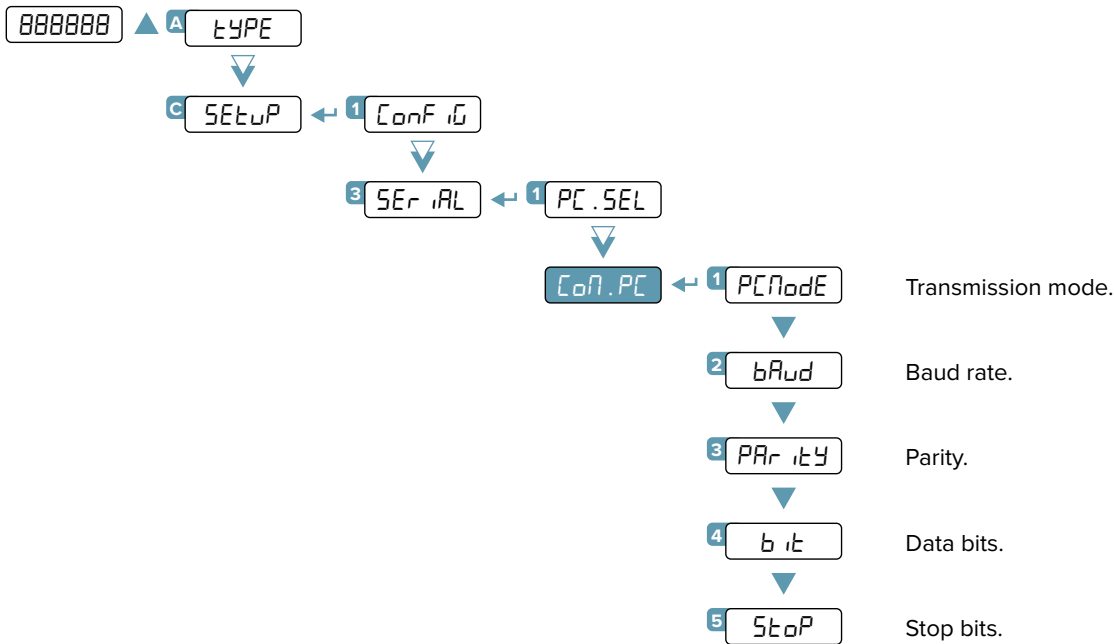 888888 A tYPE
C SEtuP 1 ConFiG
3 SEriAL 1 PC.SEL
CoM.PC 1 PCModE Transmission mode.
2 bAud Baud rate.
3 PAritY Parity.
4 bit Data bits.
5 StoP Stop bits.